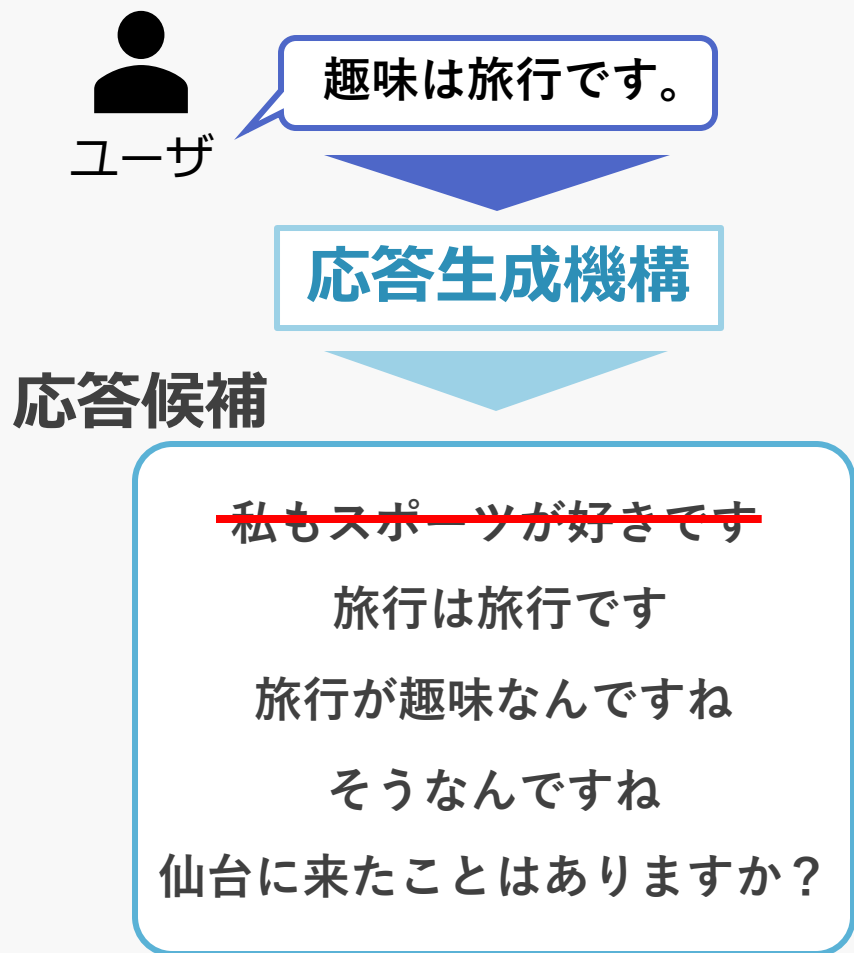 趣味は旅行です。
ユーザ
応答生成機構
応答候補
私もスポーツが好きです
旅行は旅行です
旅行が趣味なんですね
そうなんですね
仙台に来たことはありますか？